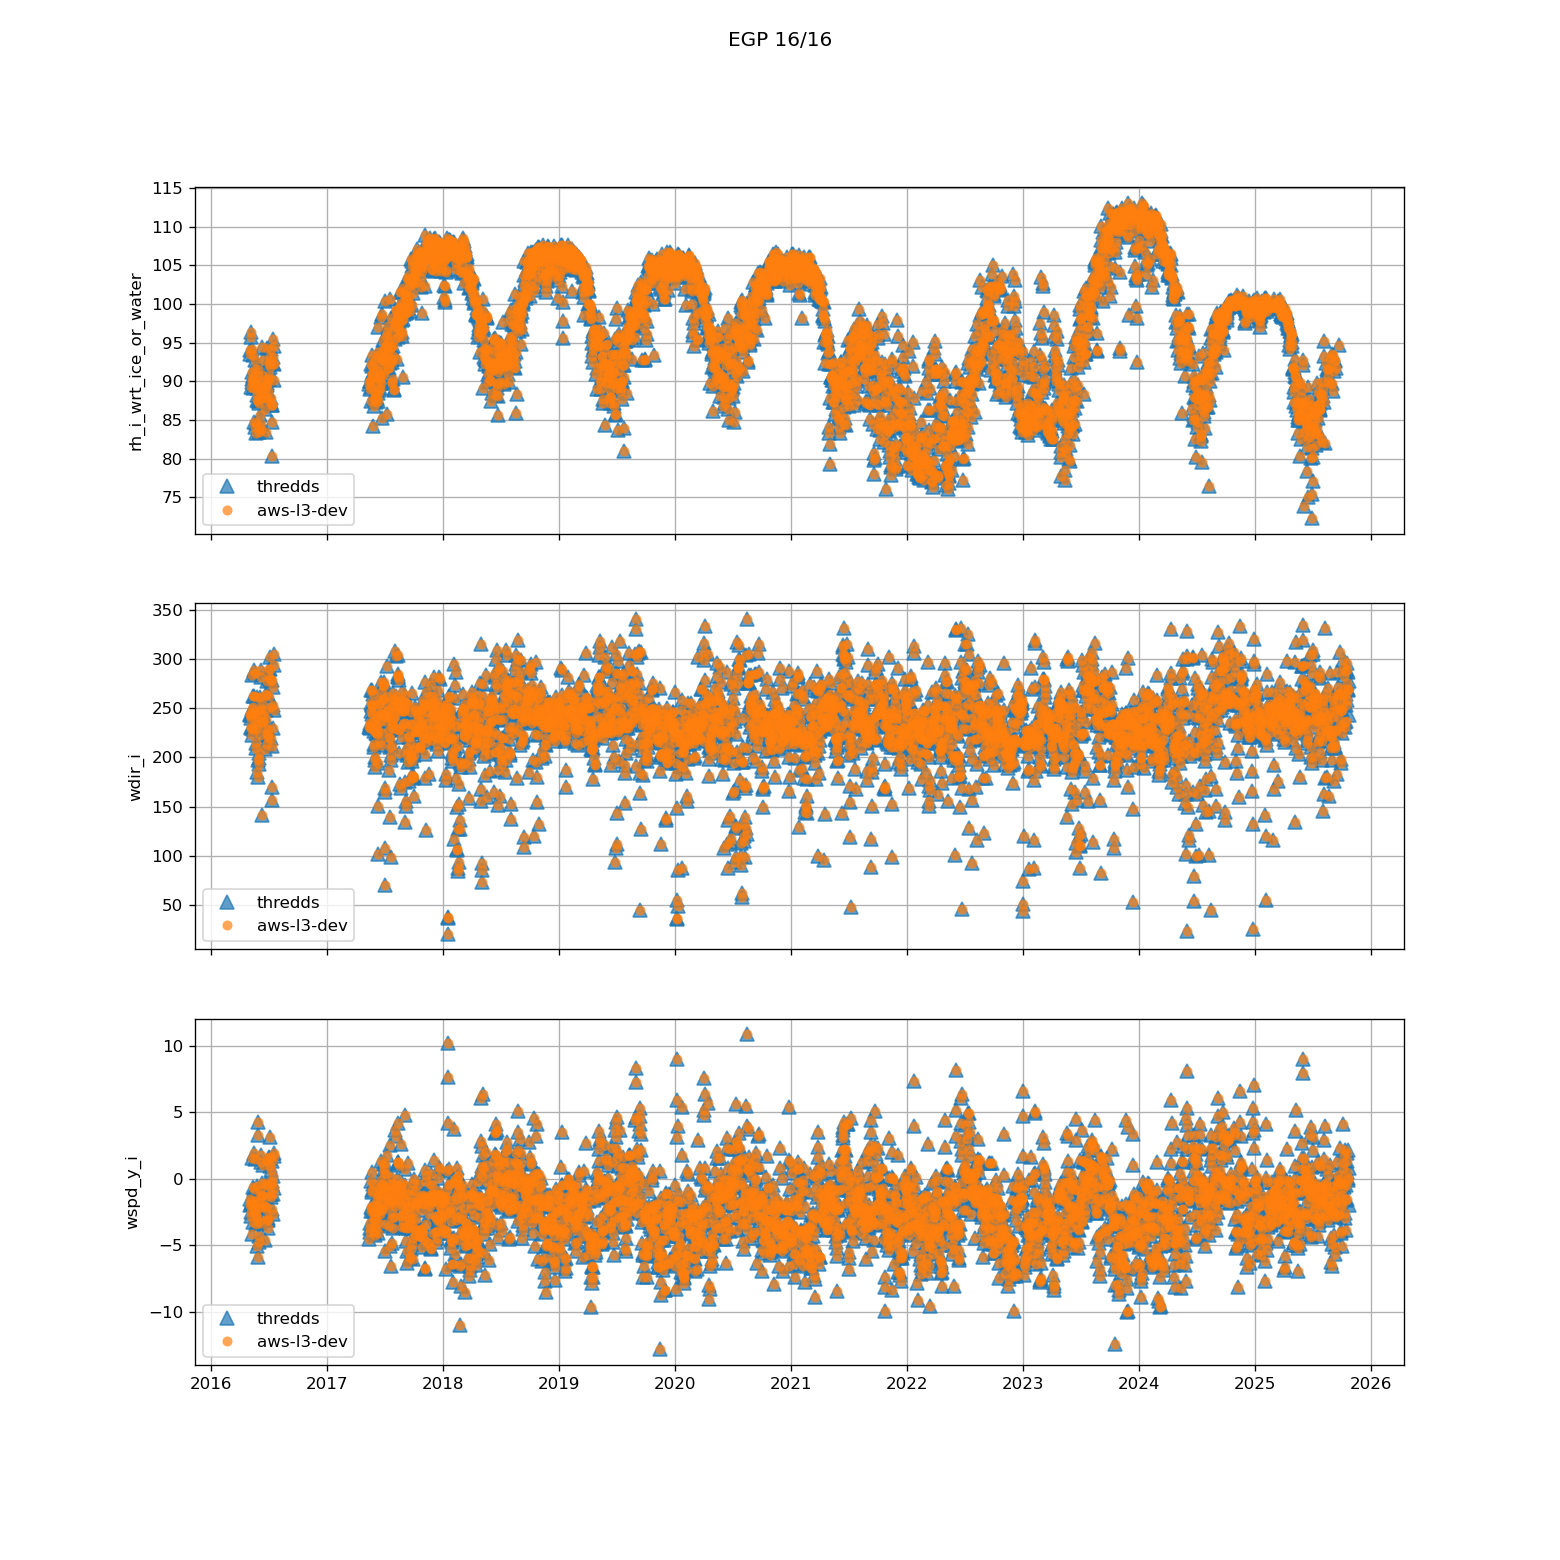 EGP 16/16
115
110
105
100
95
90
85
80
75
rh_i_wrt_ice_or_water
thredds
aws-l3-dev
350
300
250
200
150
100
50
wdir_i
thredds
aws-l3-dev
10
5
0
−5
−10
wspd_y_i
thredds
aws-l3-dev
2016 2017 2018 2019 2020 2021 2022 2023 2024 2025 2026